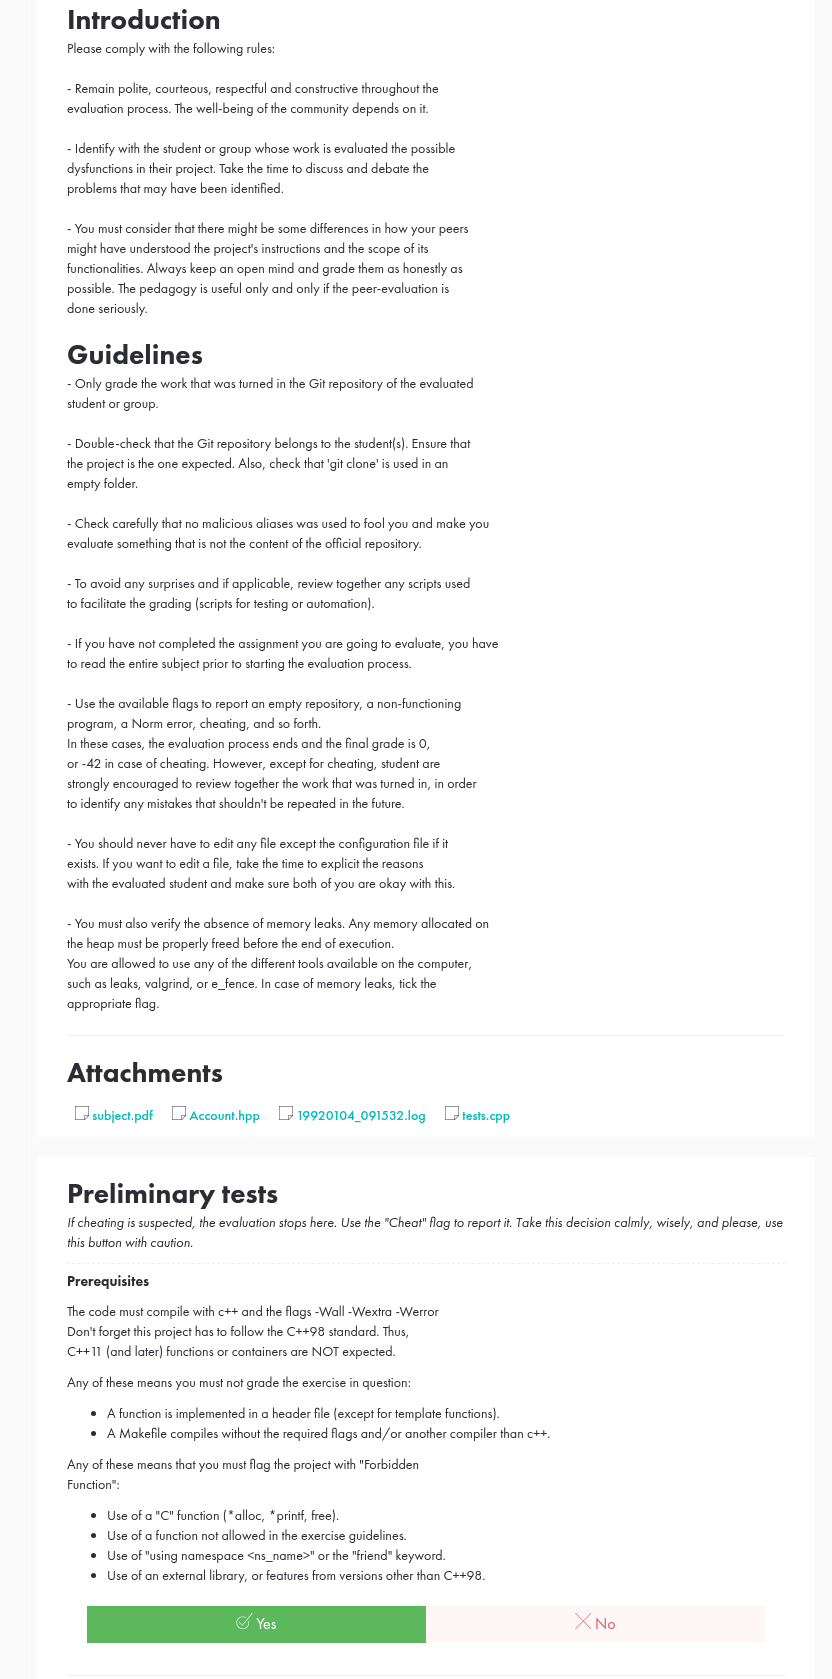 Introduction
Please comply with the following rules:
- Remain polite, courteous, respectful and constructive throughout the
evaluation process. The well-being of the community depends on it.
- Identify with the student or group whose work is evaluated the possible
dysfunctions in their project. Take the time to discuss and debate the
problems that may have been identified.
- You must consider that there might be some differences in how your peers
might have understood the project's instructions and the scope of its
functionalities. Always keep an open mind and grade them as honestly as
possible. The pedagogy is useful only and only if the peer-evaluation is
done seriously.
Guidelines
- Only grade the work that was turned in the Git repository of the evaluated
student or group.
- Double-check that the Git repository belongs to the student(s). Ensure that
the project is the one expected. Also, check that 'git clone' is used in an
empty folder.
- Check carefully that no malicious aliases was used to fool you and make you
evaluate something that is not the content of the official repository.
- To avoid any surprises and if applicable, review together any scripts used
to facilitate the grading (scripts for testing or automation).
- If you have not completed the assignment you are going to evaluate, you have
to read the entire subject prior to starting the evaluation process.
- Use the available flags to report an empty repository, a non-functioning
program, a Norm error, cheating, and so forth.
In these cases, the evaluation process ends and the final grade is 0,
or -42 in case of cheating. However, except for cheating, student are
strongly encouraged to review together the work that was turned in, in order
to identify any mistakes that shouldn't be repeated in the future.
- You should never have to edit any file except the configuration file if it
exists. If you want to edit a file, take the time to explicit the reasons
with the evaluated student and make sure both of you are okay with this.
- You must also verify the absence of memory leaks. Any memory allocated on
the heap must be properly freed before the end of execution.
You are allowed to use any of the different tools available on the computer,
such as leaks, valgrind, or e_fence. In case of memory leaks, tick the
appropriate flag.
Attachments
subject.pdf Account.hpp 19920104_091532.log tests.cpp
Preliminary tests
If cheating is suspected, the evaluation stops here. Use the "Cheat" flag to report it. Take this decision calmly, wisely, and please, use
this button with caution.
Prerequisites
The code must compile with c++ and the flags -Wall -Wextra -Werror
Don't forget this project has to follow the C++98 standard. Thus,
C++11 (and later) functions or containers are NOT expected.
Any of these means you must not grade the exercise in question:
• A function is implemented in a header file (except for template functions).
• A Makefile compiles without the required flags and/or another compiler than c++.
Any of these means that you must flag the project with "Forbidden
Function":
• Use of a "C" function (*alloc, *printf, free).
• Use of a function not allowed in the exercise guidelines.
• Use of "using namespace <ns_name>" or the "friend" keyword.
• Use of an external library, or features from versions other than C++98.
Yes No